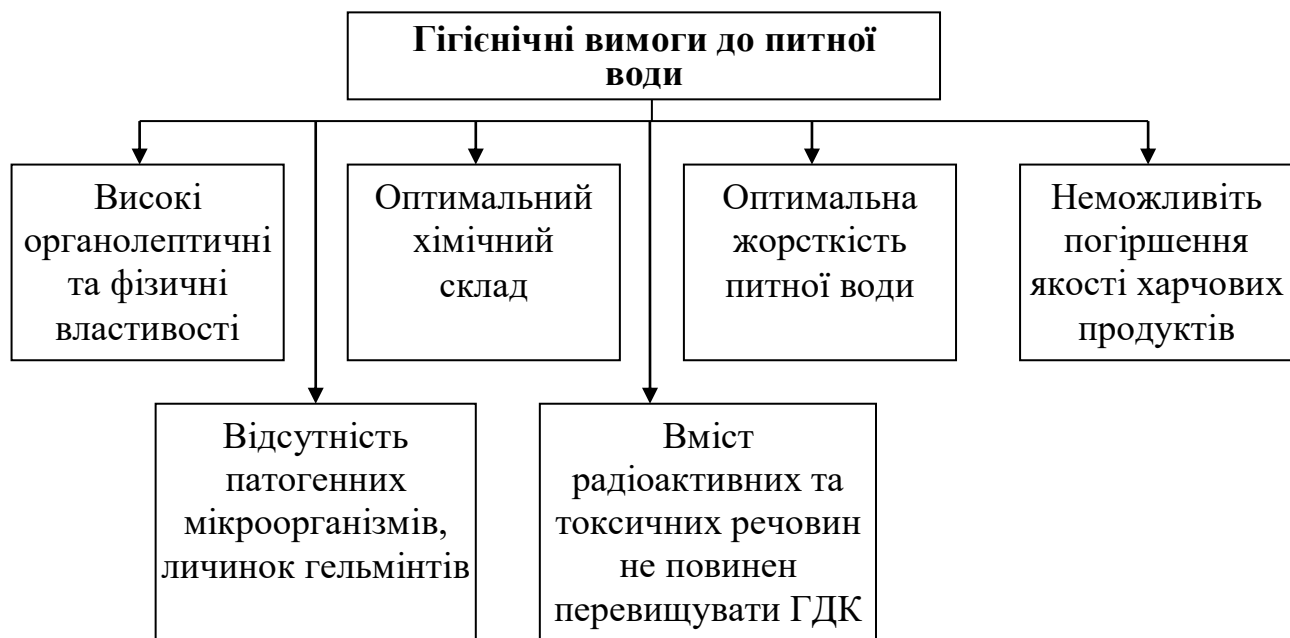 Гігієнічні вимоги до питної
води
Високі
органолептичні
та фізичні
властивості
Оптимальний
хімічний
склад
Оптимальна
жорсткість
питної води
Неможливіть
погіршення
якості харчових
продуктів
Відсутність
патогенних
мікроорганізмів,
личинок гельмінтів
Вміст
радіоактивних та
токсичних речовин
не повинен
перевищувати ГДК